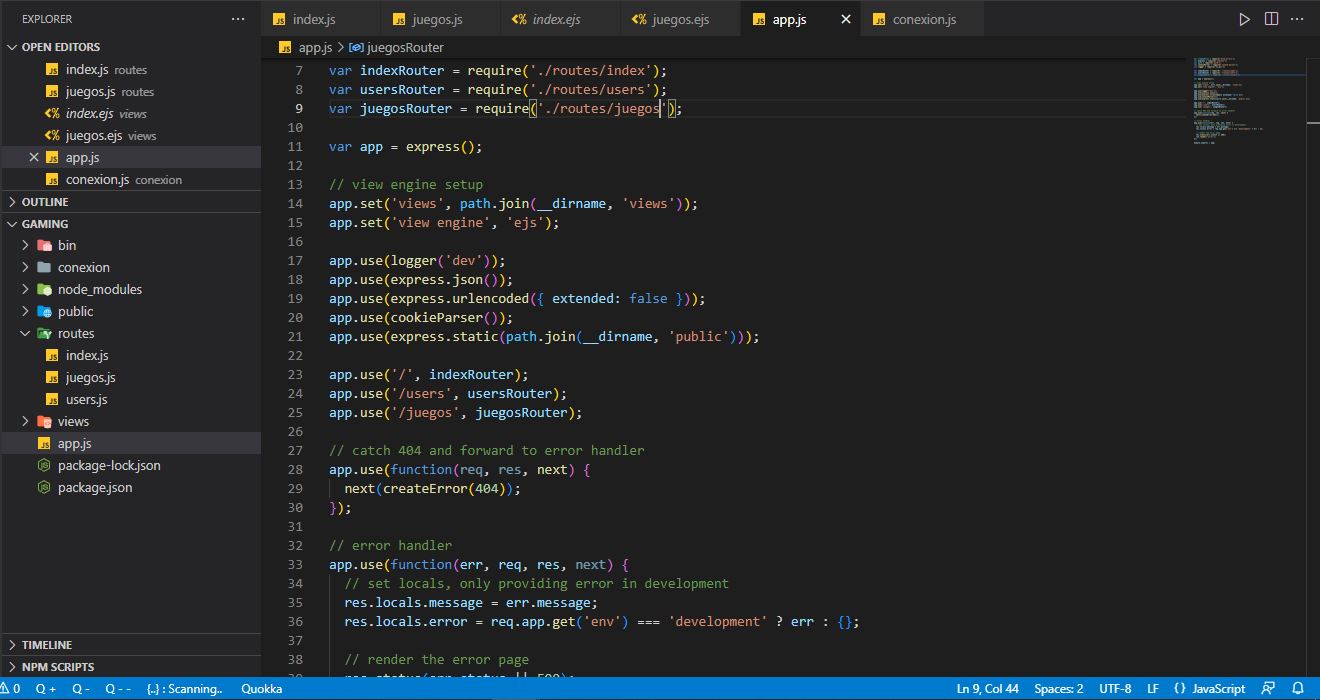 EXPLORER
OPEN EDITORS
index.js routes
juegos.js routes
index.ejs views
juegos.ejs views
app.js
conexion.js conexion
OUTLINE
GAMING
bin
conexion
node_modules
public
routes
index.js
juegos.js
users.js
views
app.js
package-lock.json
package.json
TIMELINE
NPM SCRIPTS
index.js juegos.js index.ejs juegos.ejs app.js conexion.js
app.js > juegosRouter
7 var indexRouter = require('./routes/index');
8 var usersRouter = require('./routes/users');
9 var juegosRouter = require('./routes/juegos');
10
11 var app = express();
12
13 // view engine setup
14 app.set('views', path.join(__dirname, 'views'));
15 app.set('view engine', 'ejs');
16
17 app.use(logger('dev'));
18 app.use(express.json());
19 app.use(express.urlencoded({ extended: false }));
20 app.use(cookieParser());
21 app.use(express.static(path.join(__dirname, 'public')));
22
23 app.use('/', indexRouter);
24 app.use('/users', usersRouter);
25 app.use('/juegos', juegosRouter);
26
27 // catch 404 and forward to error handler
28 app.use(function(req, res, next) {
29 next(createError(404));
30 });
31
32 // error handler
33 app.use(function(err, req, res, next) {
34 // set locals, only providing error in development
35 res.locals.message = err.message;
36 res.locals.error = req.app.get('env') === 'development' ? err : {};
37
38 // render the error page
0 Q + Q - Q -- {..} : Scanning.. Quokka Ln 9, Col 44 Spaces: 2 UTF-8 LF {} JavaScript